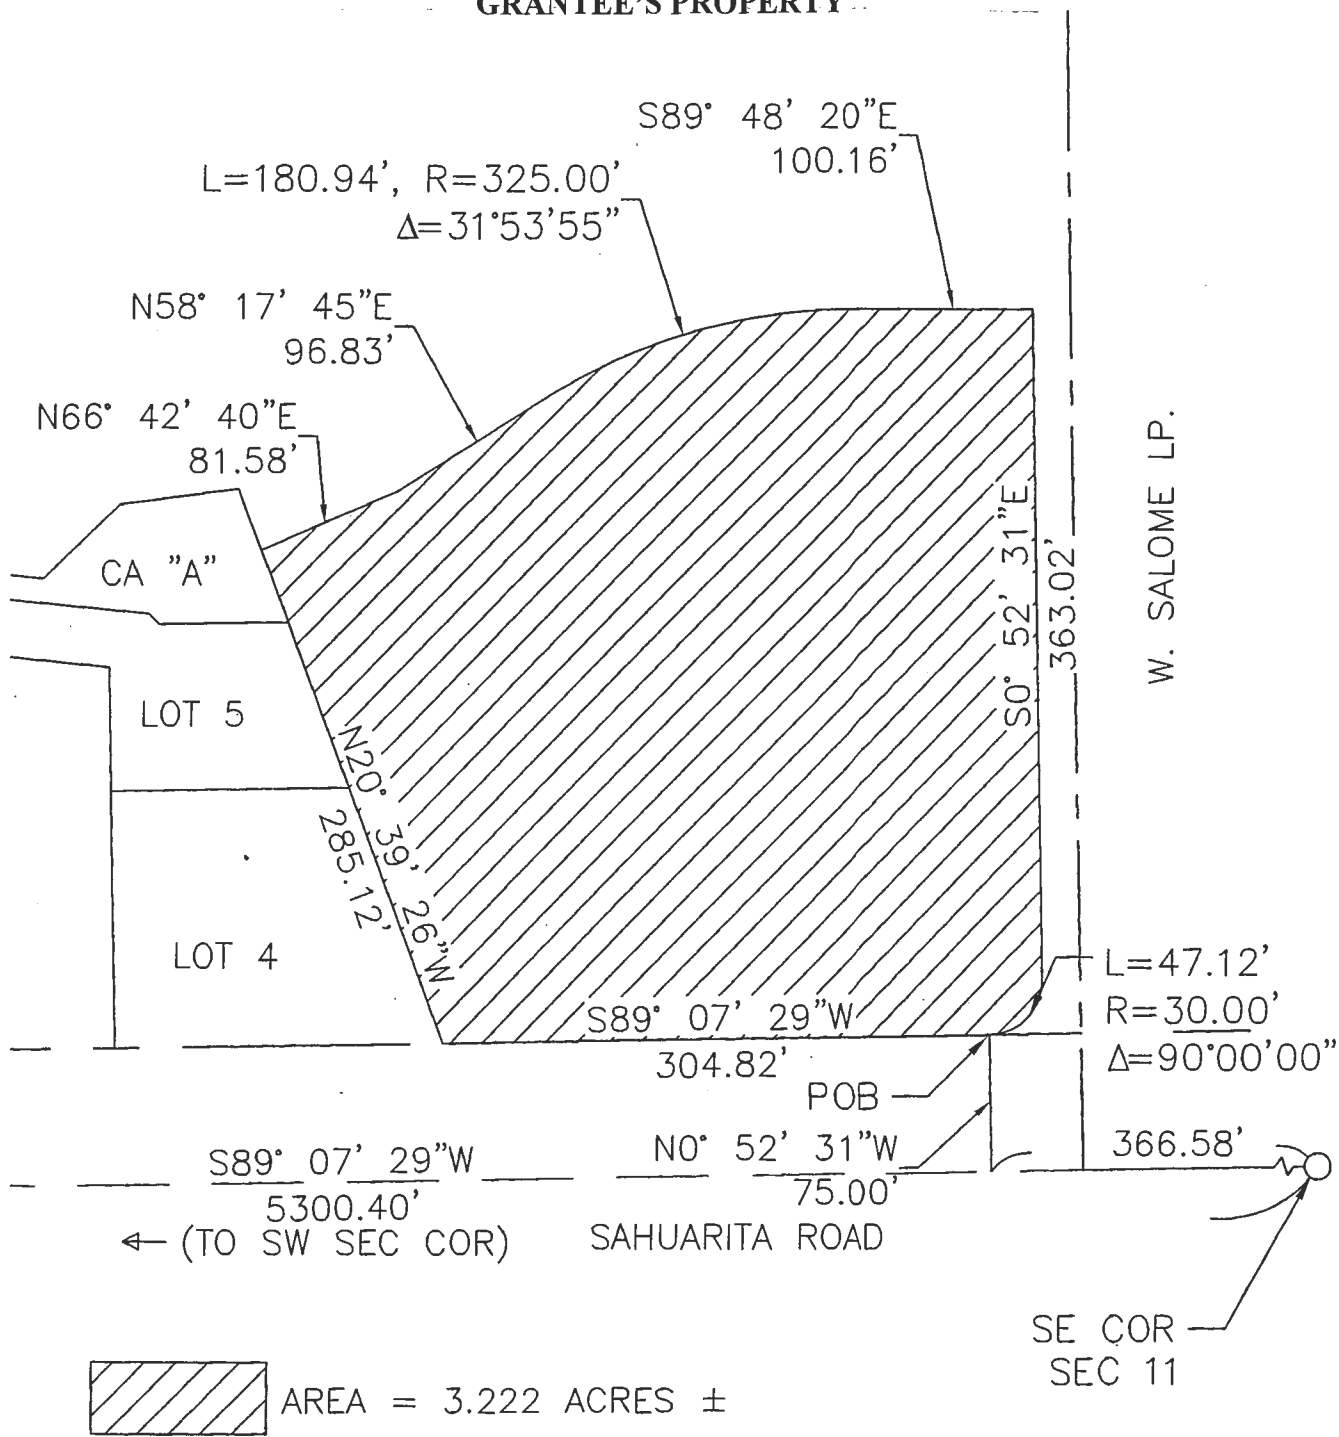 GRANTEE'S PROPERTY
S89° 48' 20"E
100.16'
L=180.94', R=325.00'
Δ=31°53'55"
N58° 17' 45"E
96.83'
N66° 42' 40"E
81.58'
CA "A"
LOT 5
LOT 4
N20° 39' 26"W
285.12'
S0° 52' 31"E
363.02'
W. SALOME LP.
S89° 07' 29"W
304.82'
L=47.12'
R=30.00'
Δ=90°00'00"
POB
N0° 52' 31"W
75.00'
366.58'
S89° 07' 29"W
5300.40'
(TO SW SEC COR)
SAHUARITA ROAD
SE COR
SEC 11
AREA = 3.222 ACRES ±